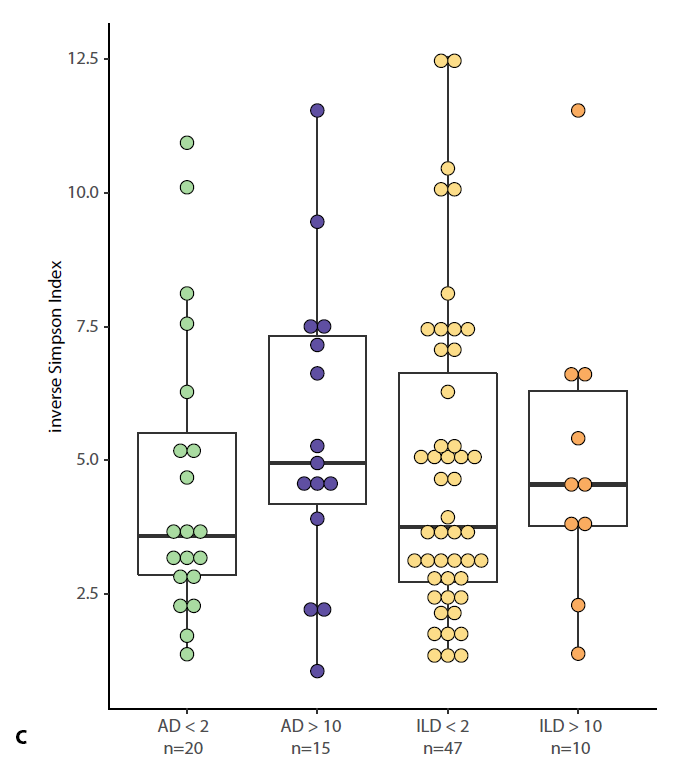 12.5
10.0
7.5
5.0
2.5
inverse Simpson Index
AD < 2
n=20
AD > 10
n=15
ILD < 2
n=47
ILD > 10
n=10
C